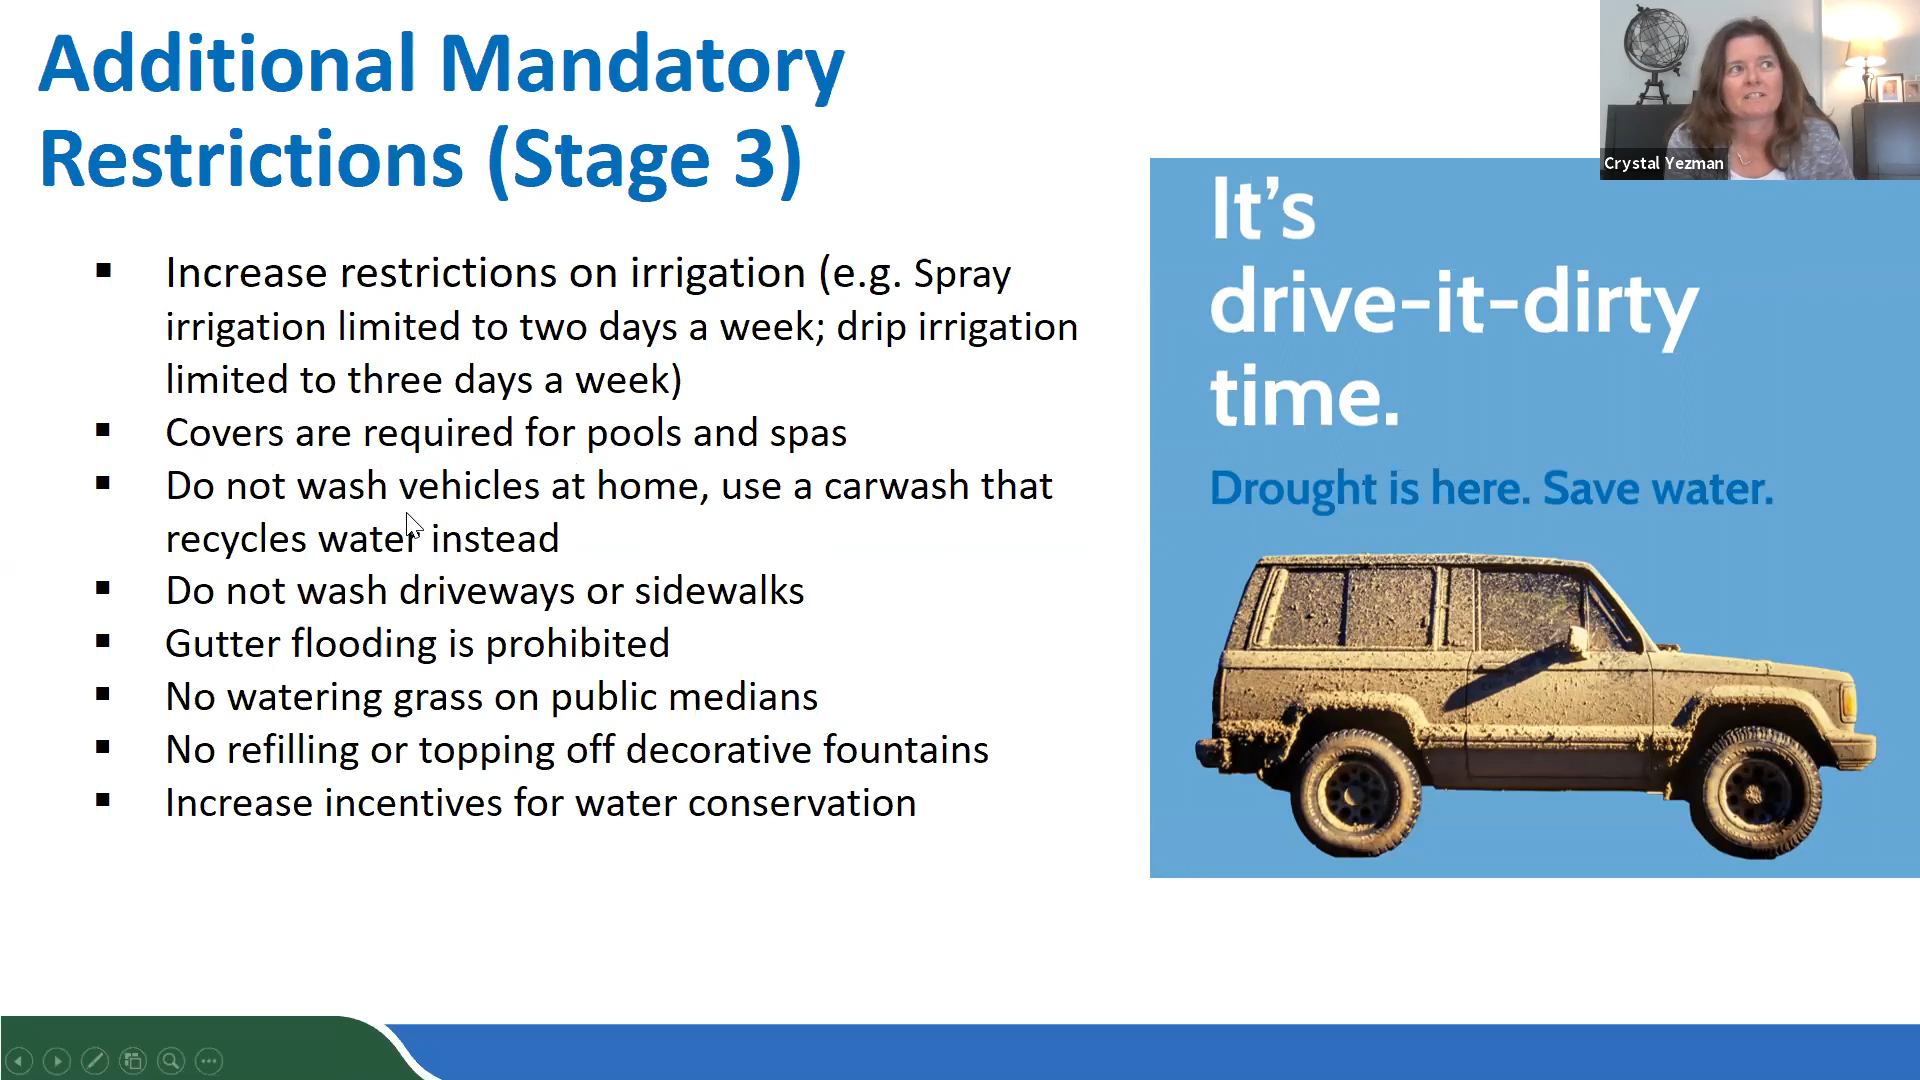 Additional Mandatory
Restrictions (Stage 3)
Crystal Yezman
▪ Increase restrictions on irrigation (e.g. Spray
irrigation limited to two days a week; drip irrigation
limited to three days a week)
▪ Covers are required for pools and spas
▪ Do not wash vehicles at home, use a carwash that
recycles water instead
▪ Do not wash driveways or sidewalks
▪ Gutter flooding is prohibited
▪ No watering grass on public medians
▪ No refilling or topping off decorative fountains
▪ Increase incentives for water conservation
It’s
drive-it-dirty
time.
Drought is here. Save water.